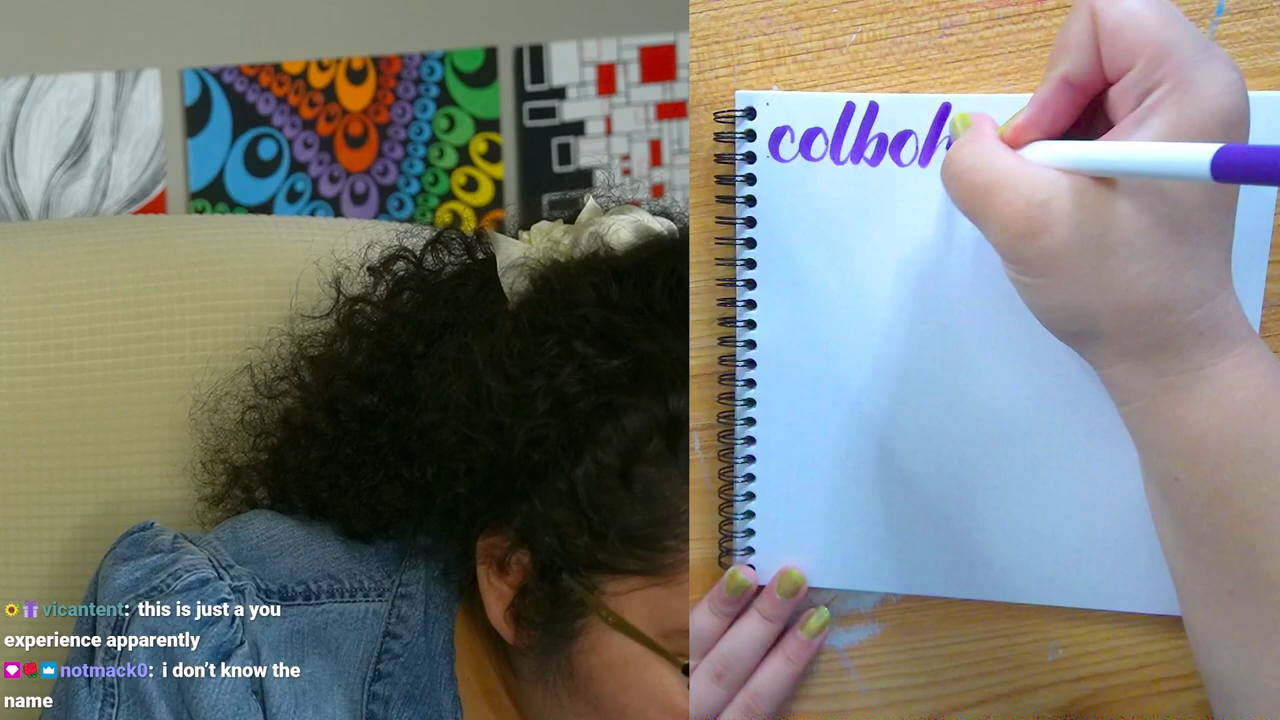 colboh
vicantent: this is just a you
experience apparently
notmack0: i don't know the
name